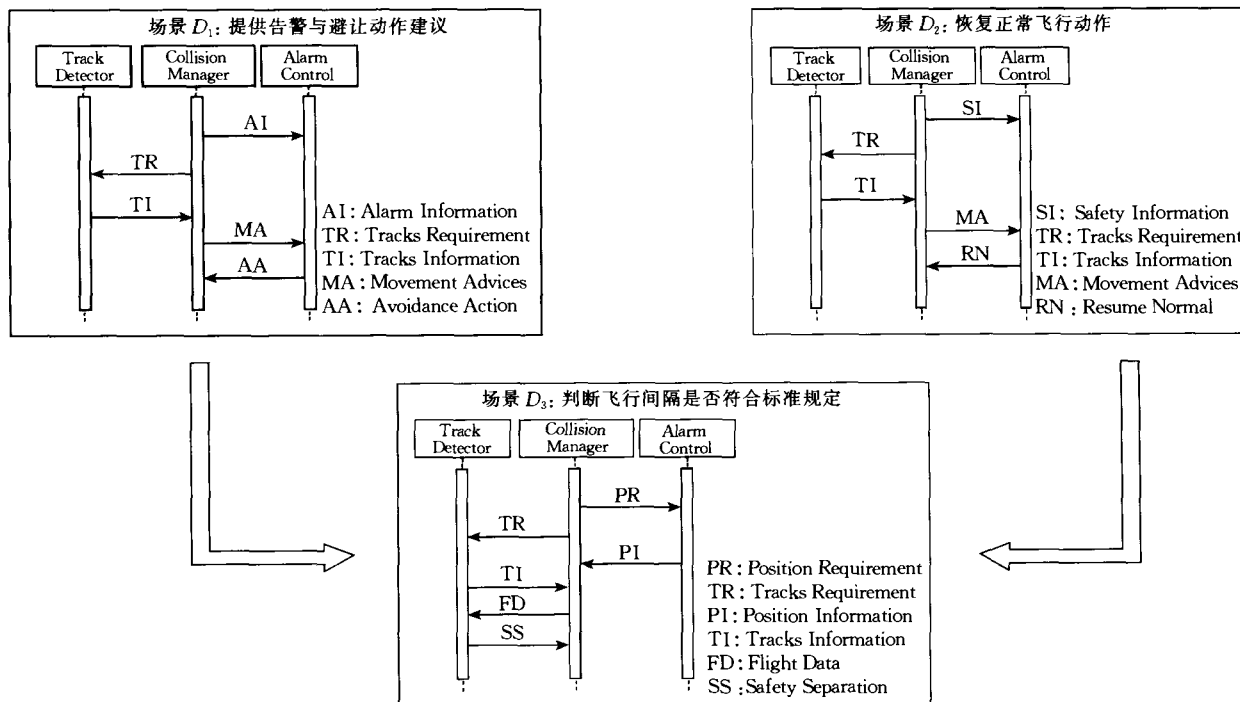 场景 D₁: 提供告警与避让动作建议
Track Detector
Collision Manager
Alarm Control
AI
TR
TI
MA
AA
AI: Alarm Information
TR: Tracks Requirement
TI: Tracks Information
MA: Movement Advices
AA: Avoidance Action
场景 D₂: 恢复正常飞行动作
Track Detector
Collision Manager
Alarm Control
SI
TR
TI
MA
RN
SI: Safety Information
TR: Tracks Requirement
TI: Tracks Information
MA: Movement Advices
RN: Resume Normal
场景 D₃: 判断飞行间隔是否符合标准规定
Track Detector
Collision Manager
Alarm Control
PR
TR
PI
TI
FD
SS
PR: Position Requirement
TR: Tracks Requirement
PI: Position Information
TI: Tracks Information
FD: Flight Data
SS: Safety Separation